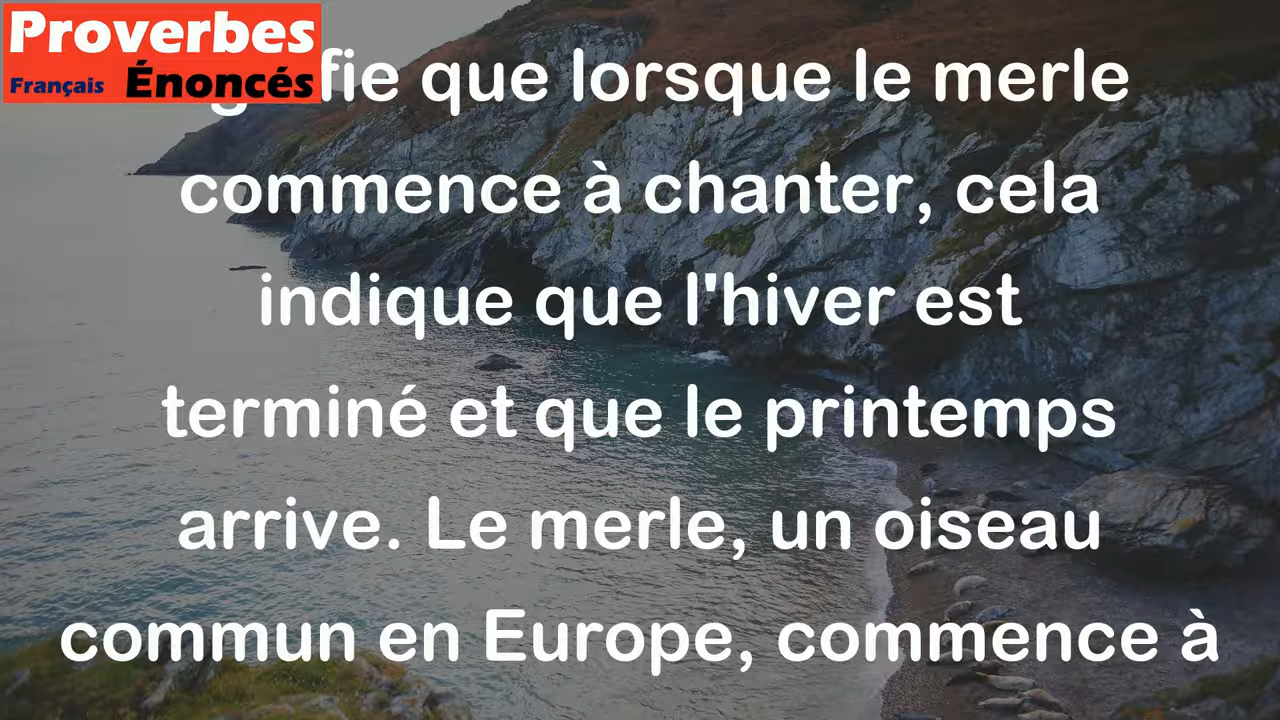 Proverbes
Français Énoncés
que lorsque le merle
commence à chanter, cela
indique que l'hiver est
terminé et que le printemps
arrive. Le merle, un oiseau
commun en Europe, commence à